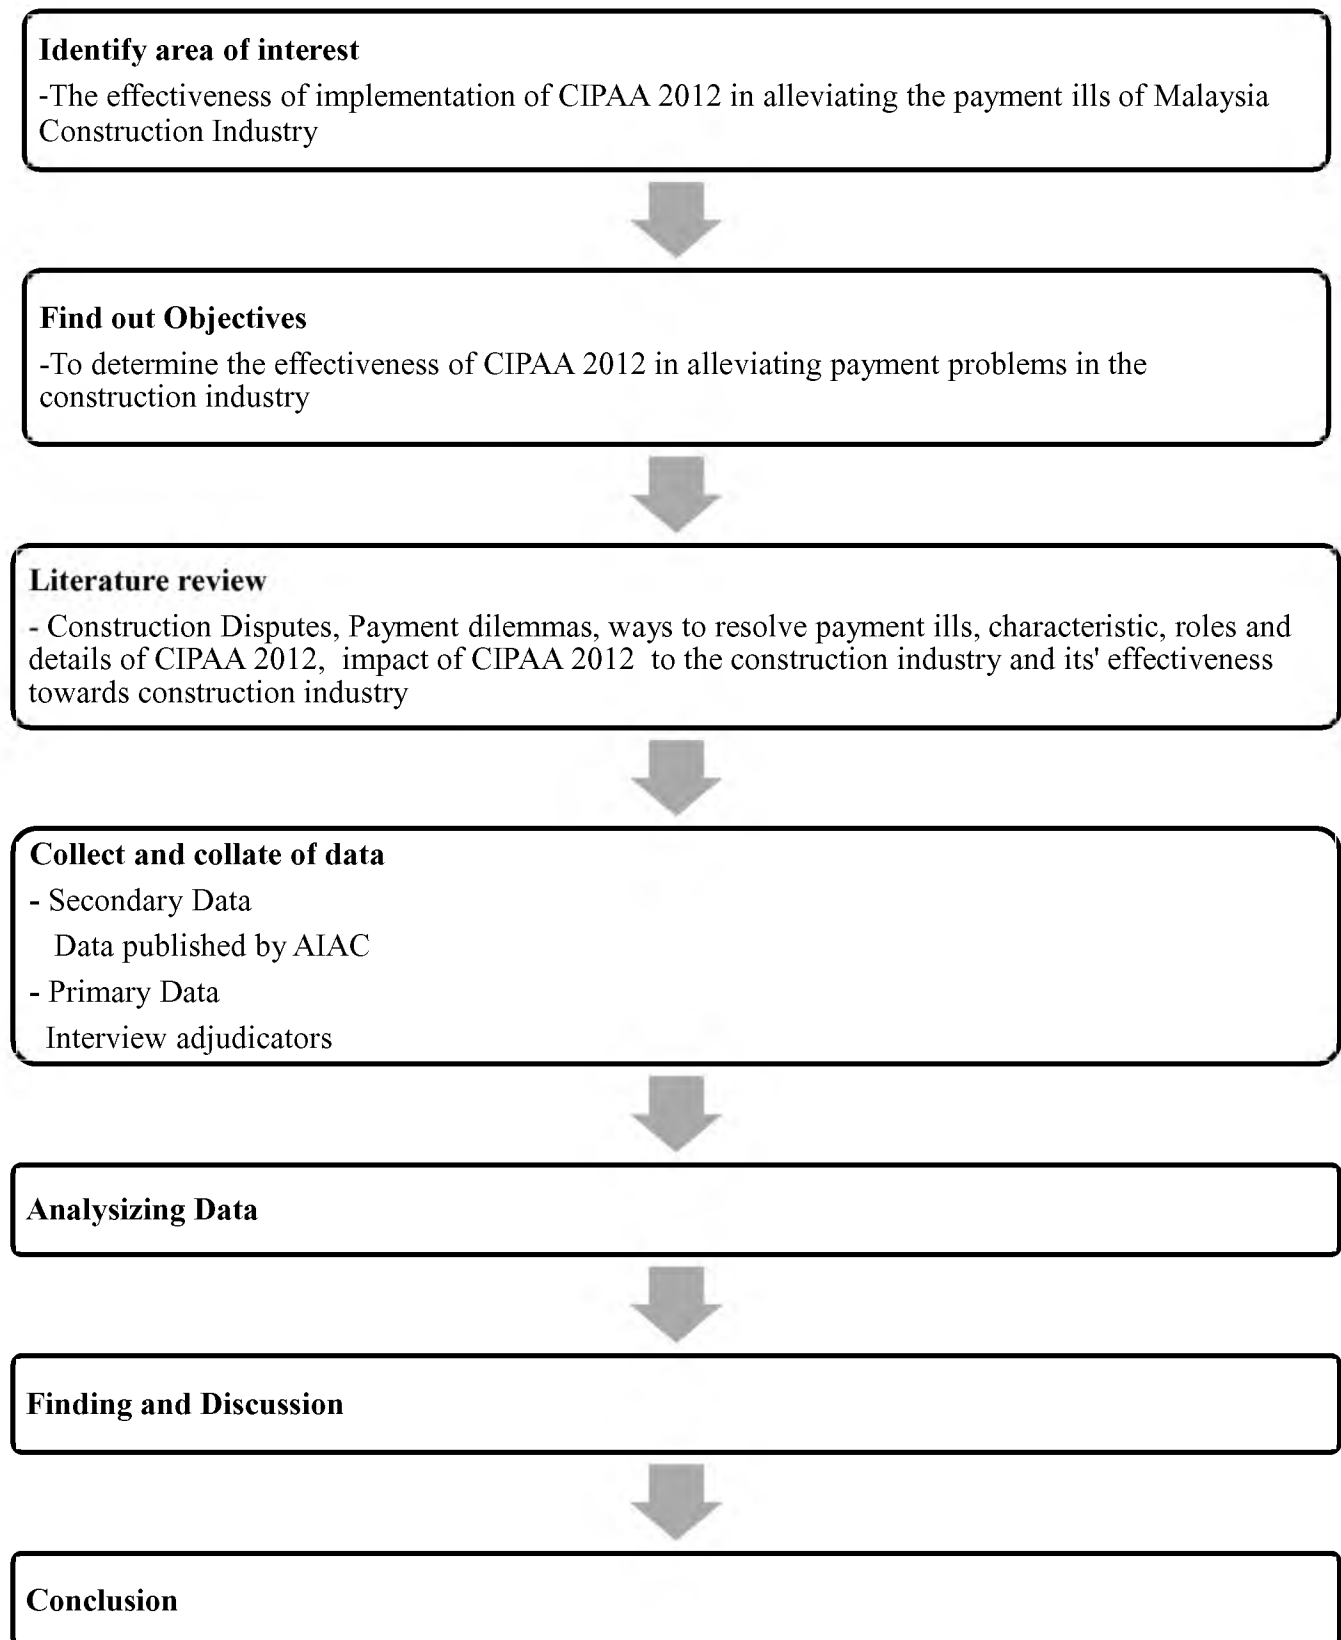 Identify area of interest
-The effectiveness of implementation of CIPAA 2012 in alleviating the payment ills of Malaysia
Construction Industry
Find out Objectives
-To determine the effectiveness of CIPAA 2012 in alleviating payment problems in the
construction industry
Literature review
- Construction Disputes, Payment dilemmas, ways to resolve payment ills, characteristic, roles and
details of CIPAA 2012, impact of CIPAA 2012 to the construction industry and its' effectiveness
towards construction industry
Collect and collate of data
- Secondary Data
Data published by AIAC
- Primary Data
Interview adjudicators
Analysizing Data
Finding and Discussion
Conclusion